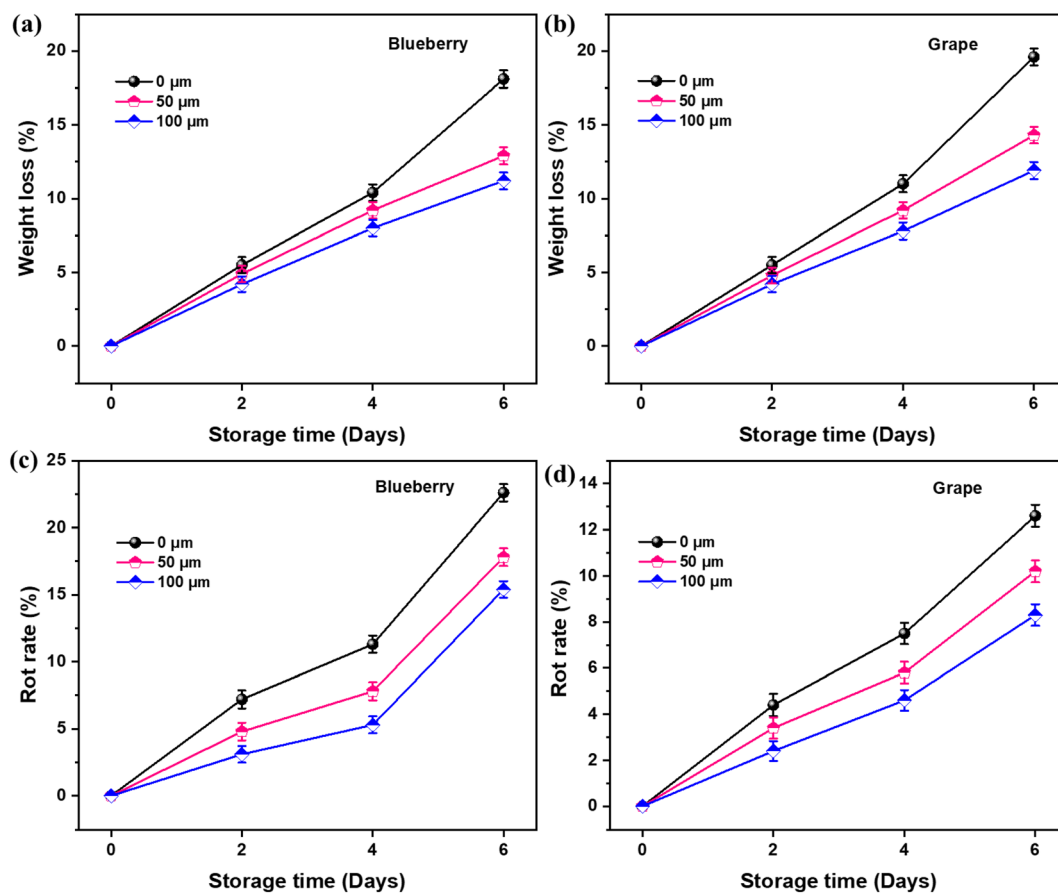 (a)
Blueberry
0 μm
50 μm
100 μm
Weight loss (%)
20
15
10
5
0
0 2 4 6
Storage time (Days)
(b)
Grape
0 μm
50 μm
100 μm
Weight loss (%)
20
15
10
5
0
0 2 4 6
Storage time (Days)
(c)
Blueberry
0 μm
50 μm
100 μm
Rot rate (%)
25
20
15
10
5
0
0 2 4 6
Storage time (Days)
(d)
Grape
0 μm
50 μm
100 μm
Rot rate (%)
14
12
10
8
6
4
2
0
0 2 4 6
Storage time (Days)